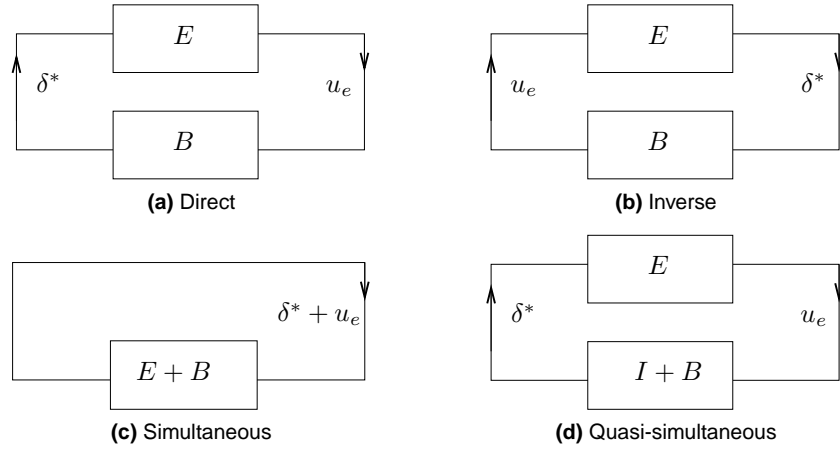 E
δ*
u_e
B
(a) Direct
E
u_e
δ*
B
(b) Inverse
δ* + u_e
E + B
(c) Simultaneous
E
δ*
u_e
I + B
(d) Quasi-simultaneous